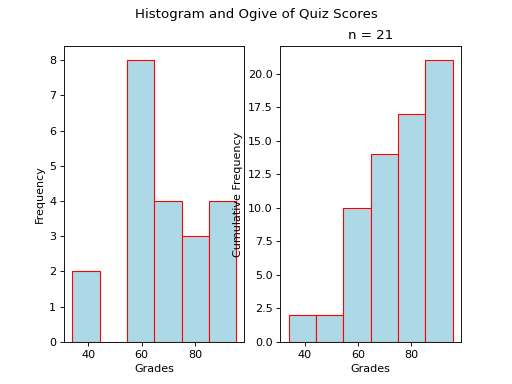 Histogram and Ogive of Quiz Scores
n = 21
8
7
6
5
4
3
2
1
0
Frequency
40 60 80
Grades
20.0
17.5
15.0
12.5
10.0
7.5
5.0
2.5
0.0
Cumulative Frequency
40 60 80
Grades